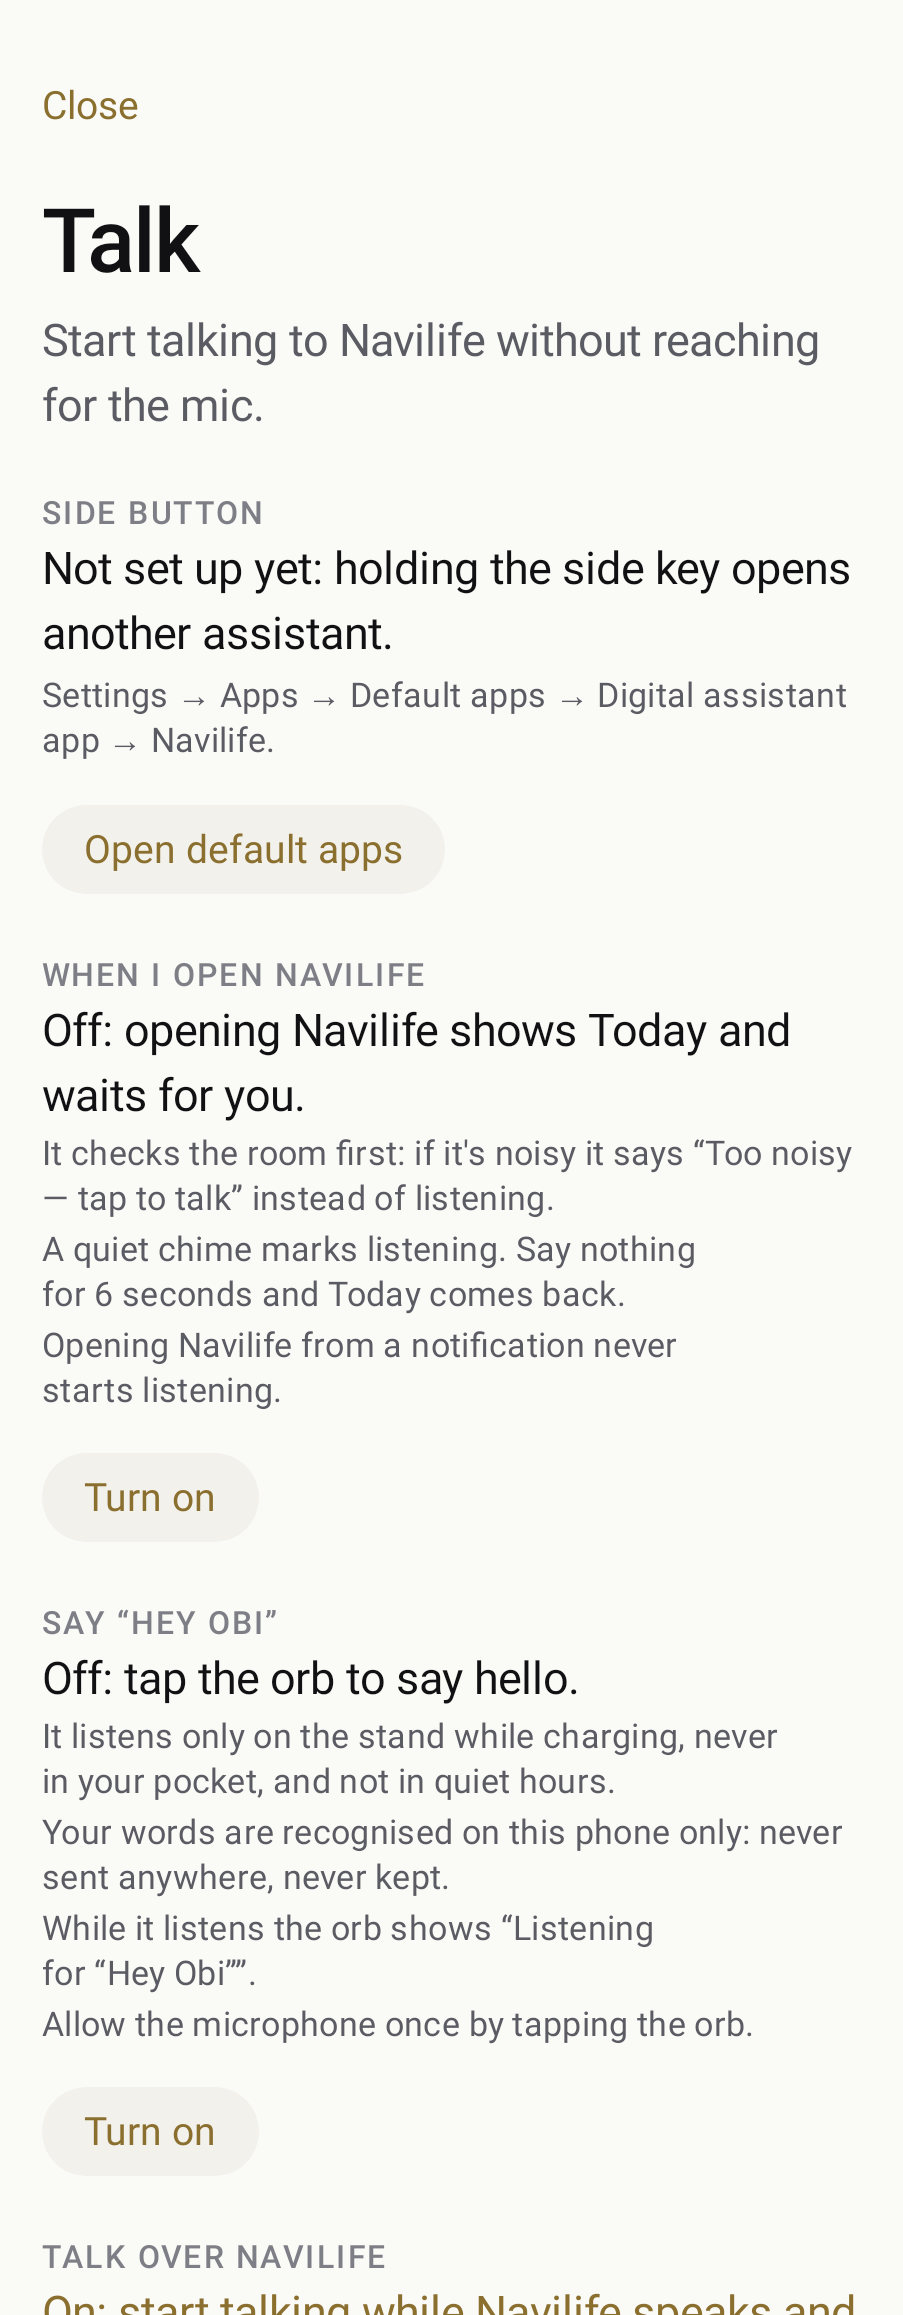 Close
Talk
Start talking to Navilife without reaching
for the mic.
SIDE BUTTON
Not set up yet: holding the side key opens
another assistant.
Settings → Apps → Default apps → Digital assistant
app → Navilife.
Open default apps
WHEN I OPEN NAVILIFE
Off: opening Navilife shows Today and
waits for you.
It checks the room first: if it's noisy it says “Too noisy
— tap to talk” instead of listening.
A quiet chime marks listening. Say nothing
for 6 seconds and Today comes back.
Opening Navilife from a notification never
starts listening.
Turn on
SAY “HEY OBI”
Off: tap the orb to say hello.
It listens only on the stand while charging, never
in your pocket, and not in quiet hours.
Your words are recognised on this phone only: never
sent anywhere, never kept.
While it listens the orb shows “Listening
for “Hey Obi””.
Allow the microphone once by tapping the orb.
Turn on
TALK OVER NAVILIFE
On: start talking while Navilife speaks and